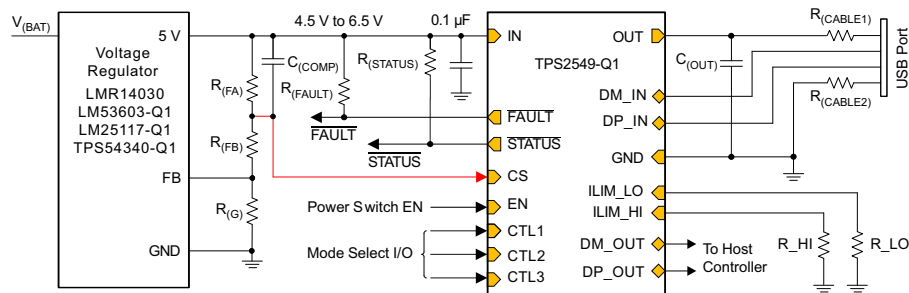 V(BAT)
Voltage
Regulator
LMR14030
LM53603-Q1
LM25117-Q1
TPS54340-Q1
5 V
FB
GND
4.5 V to 6.5 V
0.1 µF
R(FA)
C(COMP)
R(FAULT)
R(STATUS)
R(FB)
R(G)
FAULT
STATUS
Power Switch EN
Mode Select I/O
TPS2549-Q1
IN
FAULT
STATUS
CS
EN
CTL1
CTL2
CTL3
OUT
DM_IN
DP_IN
GND
ILIM_LO
ILIM_HI
DM_OUT
DP_OUT
C(OUT)
R(CABLE1)
R(CABLE2)
USB Port
To Host
Controller
R_HI
R_LO